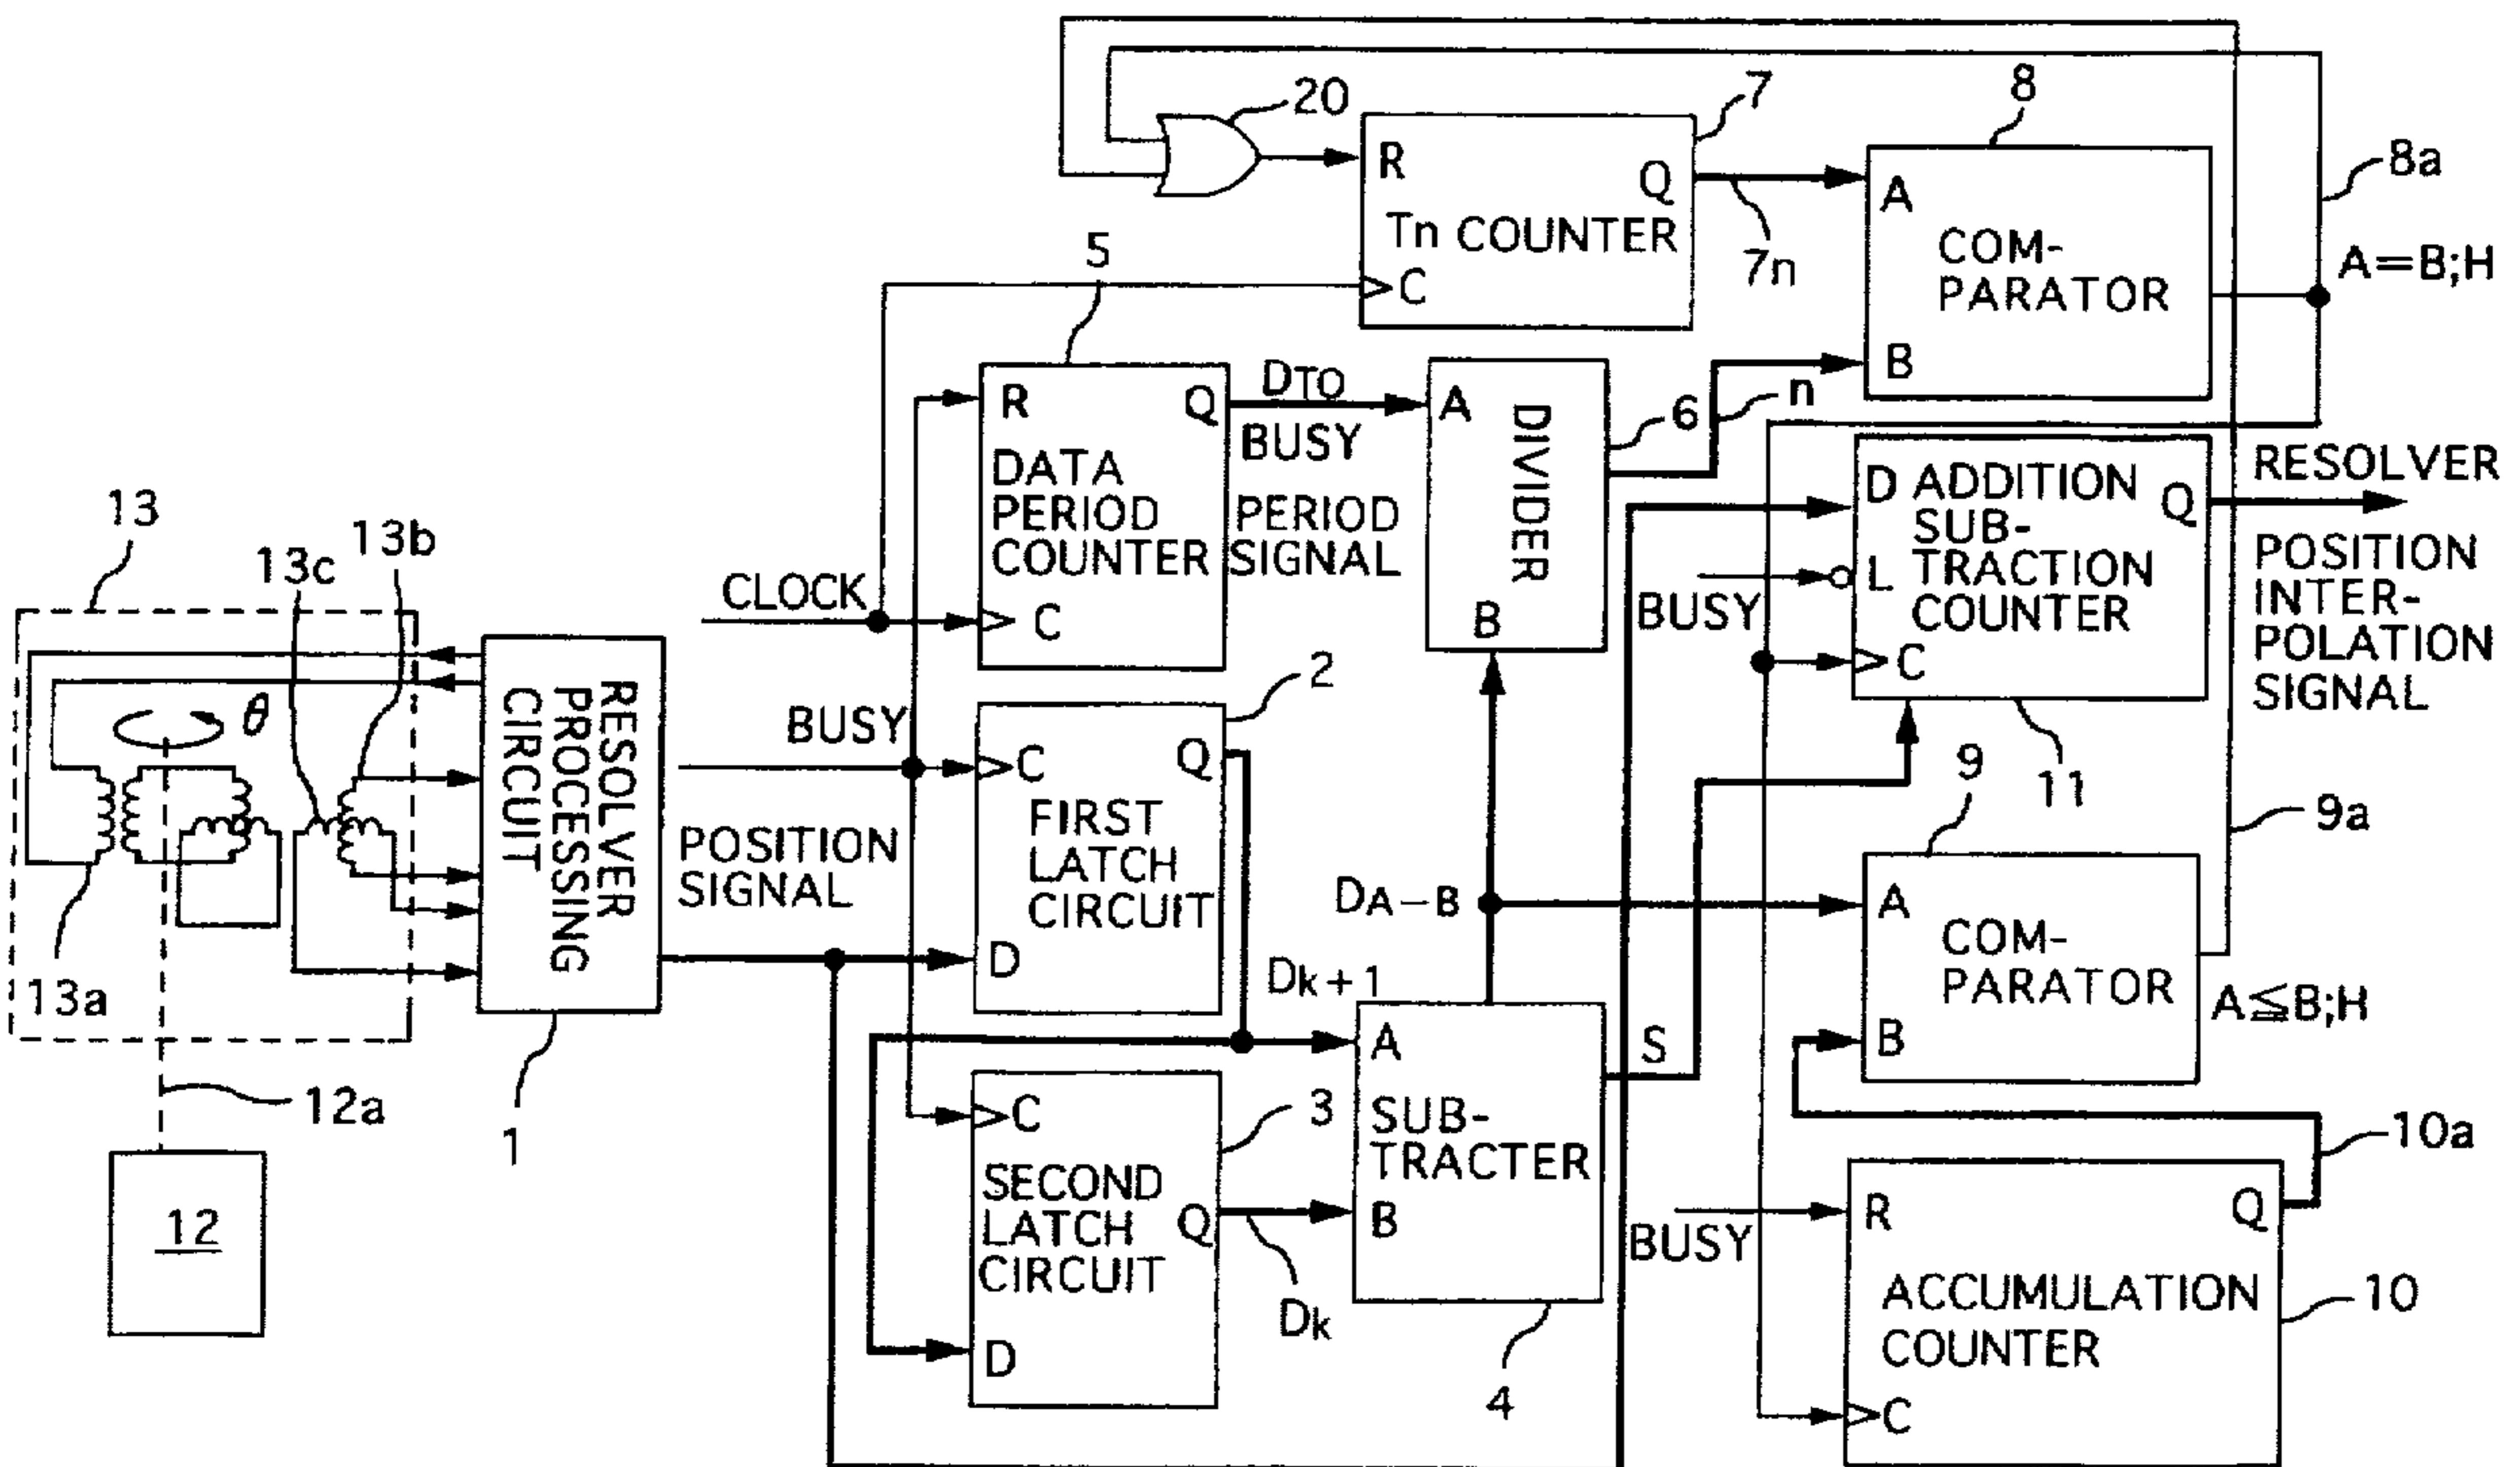 20
7
8
8a
R
Q
Tn COUNTER
C
7n
A
COM-
PARATOR
B
A=B;H
5
R
Q
DATA
PERIOD
COUNTER
C
DTO
BUSY
PERIOD
SIGNAL
CLOCK
A
DIVIDER
B
6
n
D ADDITION
SUB-
TRACTION
COUNTER
Q
L
C
BUSY
11
RESOLVER
POSITION
INTER-
POLATION
SIGNAL
13
13c
13b
θ
13a
12a
12
RESOLVER
PROCESSING
CIRCUIT
1
BUSY
POSITION
SIGNAL
2
C
Q
FIRST
LATCH
CIRCUIT
D
Dk+1
DA-B
3
C
SECOND
LATCH
CIRCUIT
Q
D
Dk
A
SUB-
TRACTER
B
S
4
9
9a
A
COM-
PARATOR
B
A≦B;H
10a
BUSY
R
Q
ACCUMULATION
COUNTER
C
10